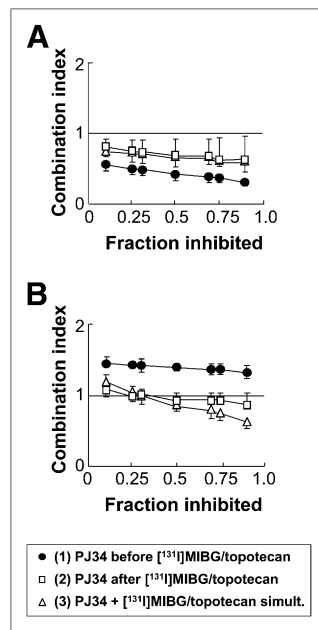 A
2
1
0
Combination index
0 0.25 0.5 0.75 1.0
Fraction inhibited
B
2
1
0
Combination index
0 0.25 0.5 0.75 1.0
Fraction inhibited
(1) PJ34 before [¹³¹I]MIBG/topotecan
(2) PJ34 after [¹³¹I]MIBG/topotecan
(3) PJ34 + [¹³¹I]MIBG/topotecan simult.